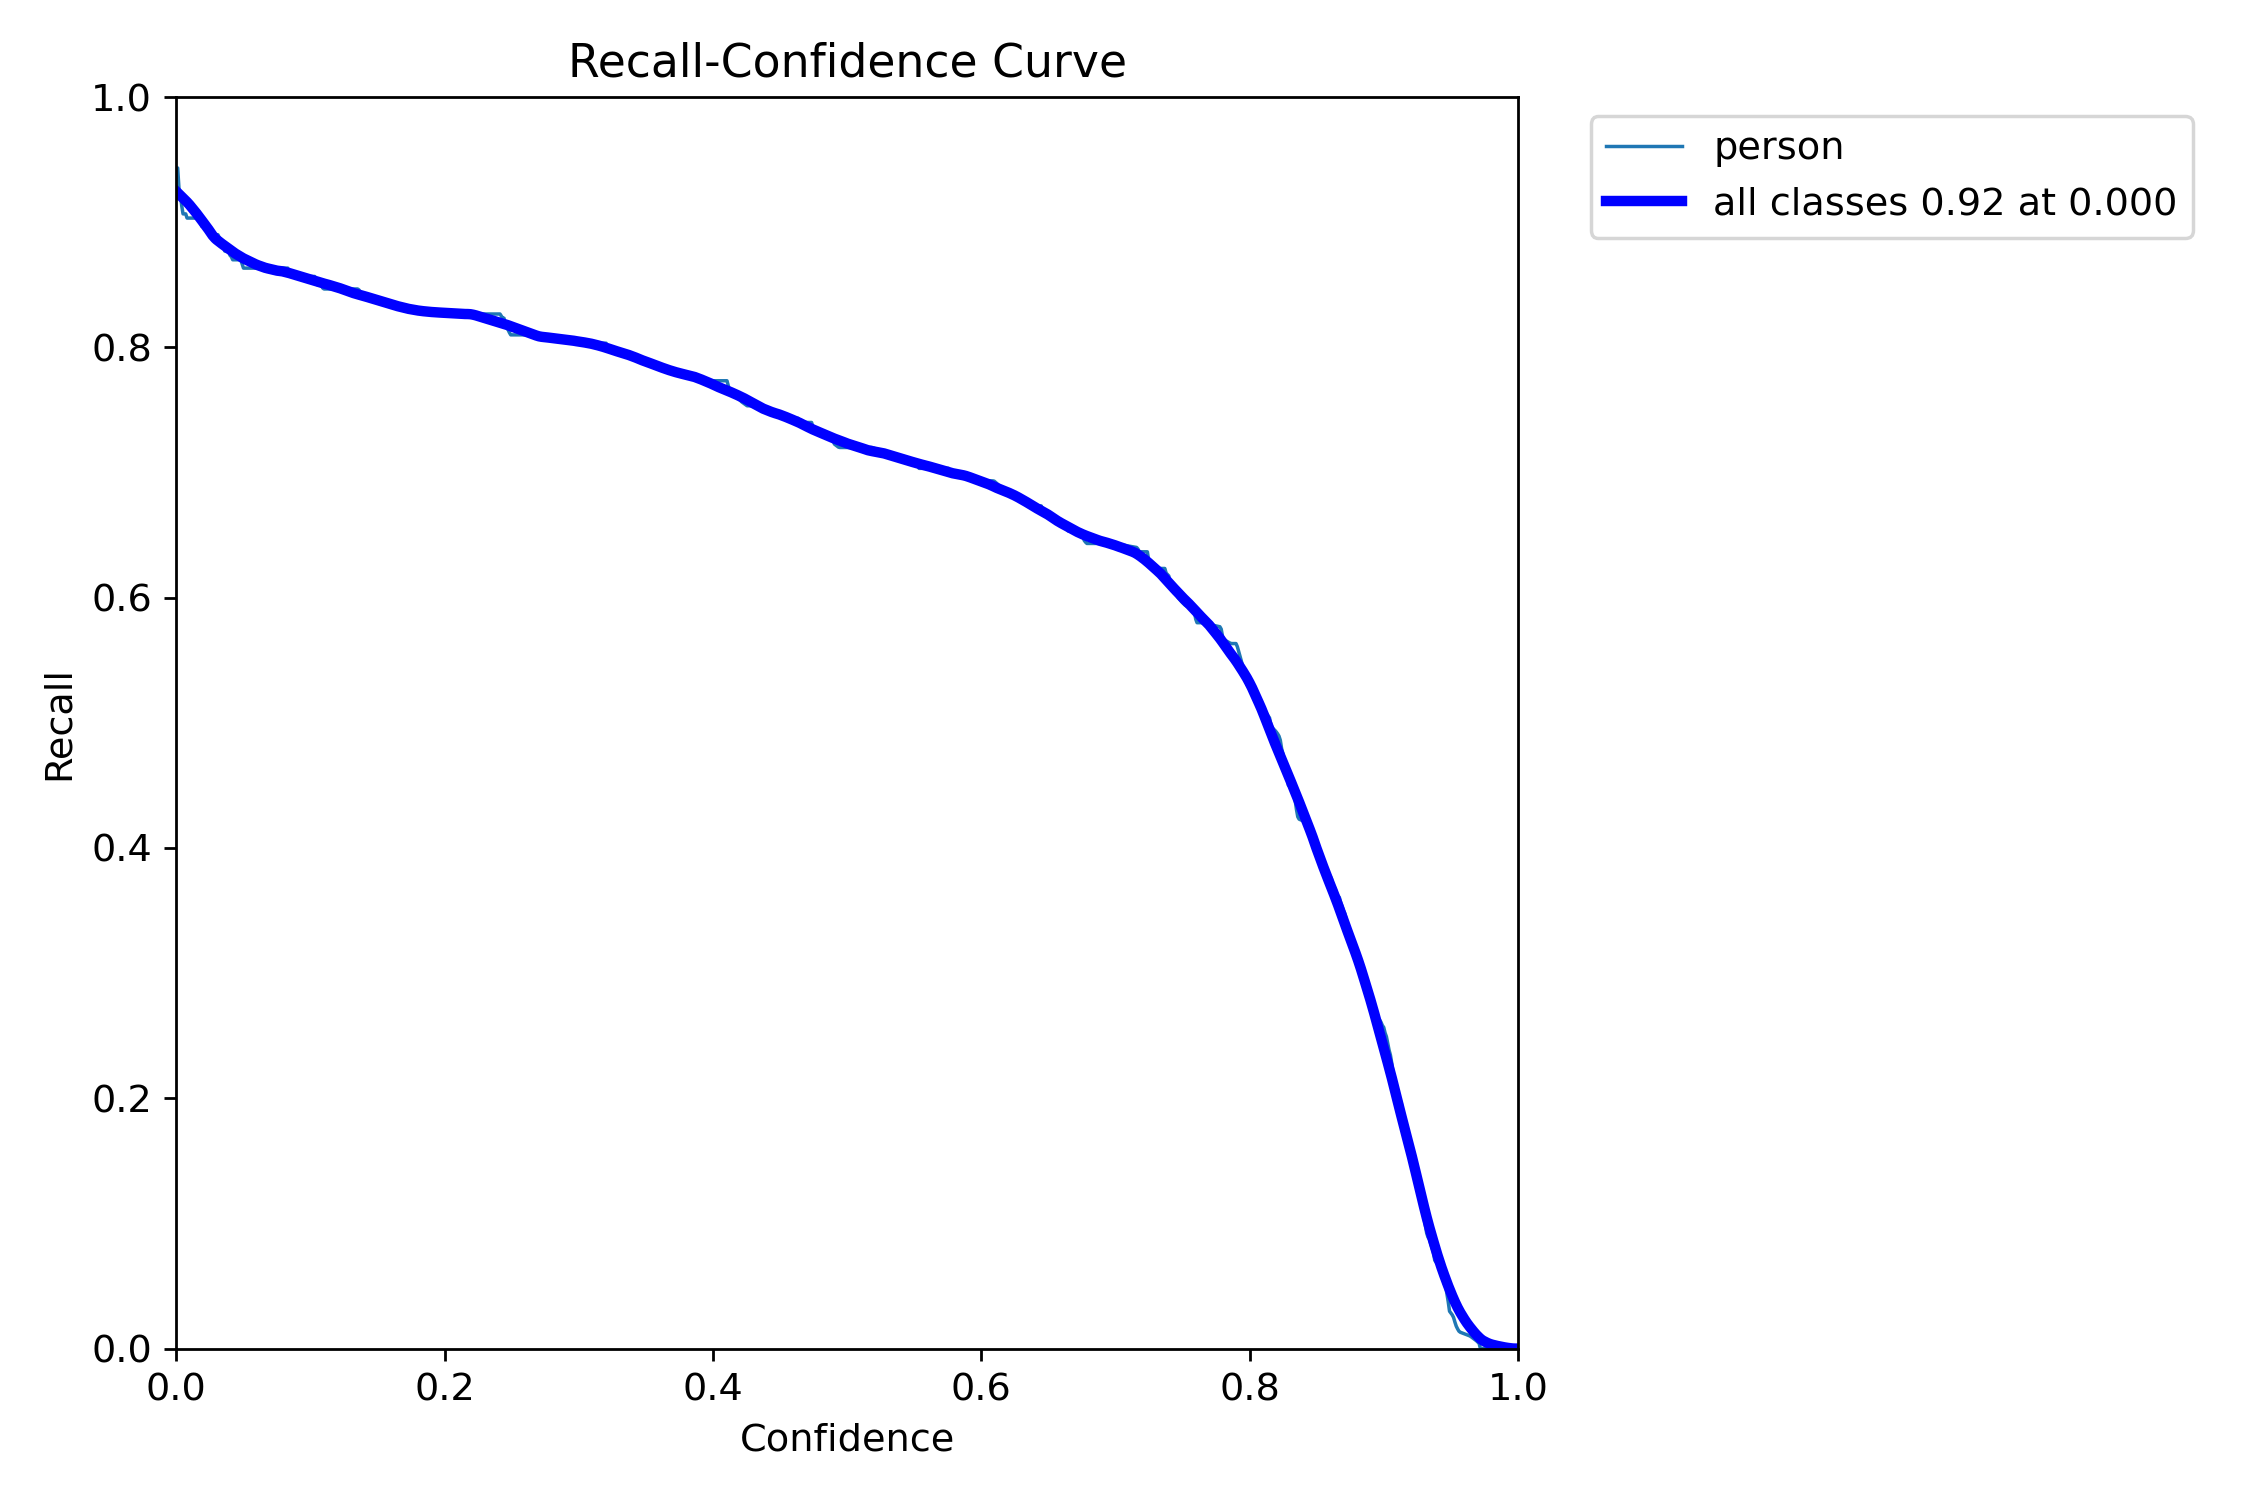 Recall-Confidence Curve
1.0
0.8
0.6
0.4
0.2
0.0
Recall
0.0 0.2 0.4 0.6 0.8 1.0
Confidence
person
all classes 0.92 at 0.000